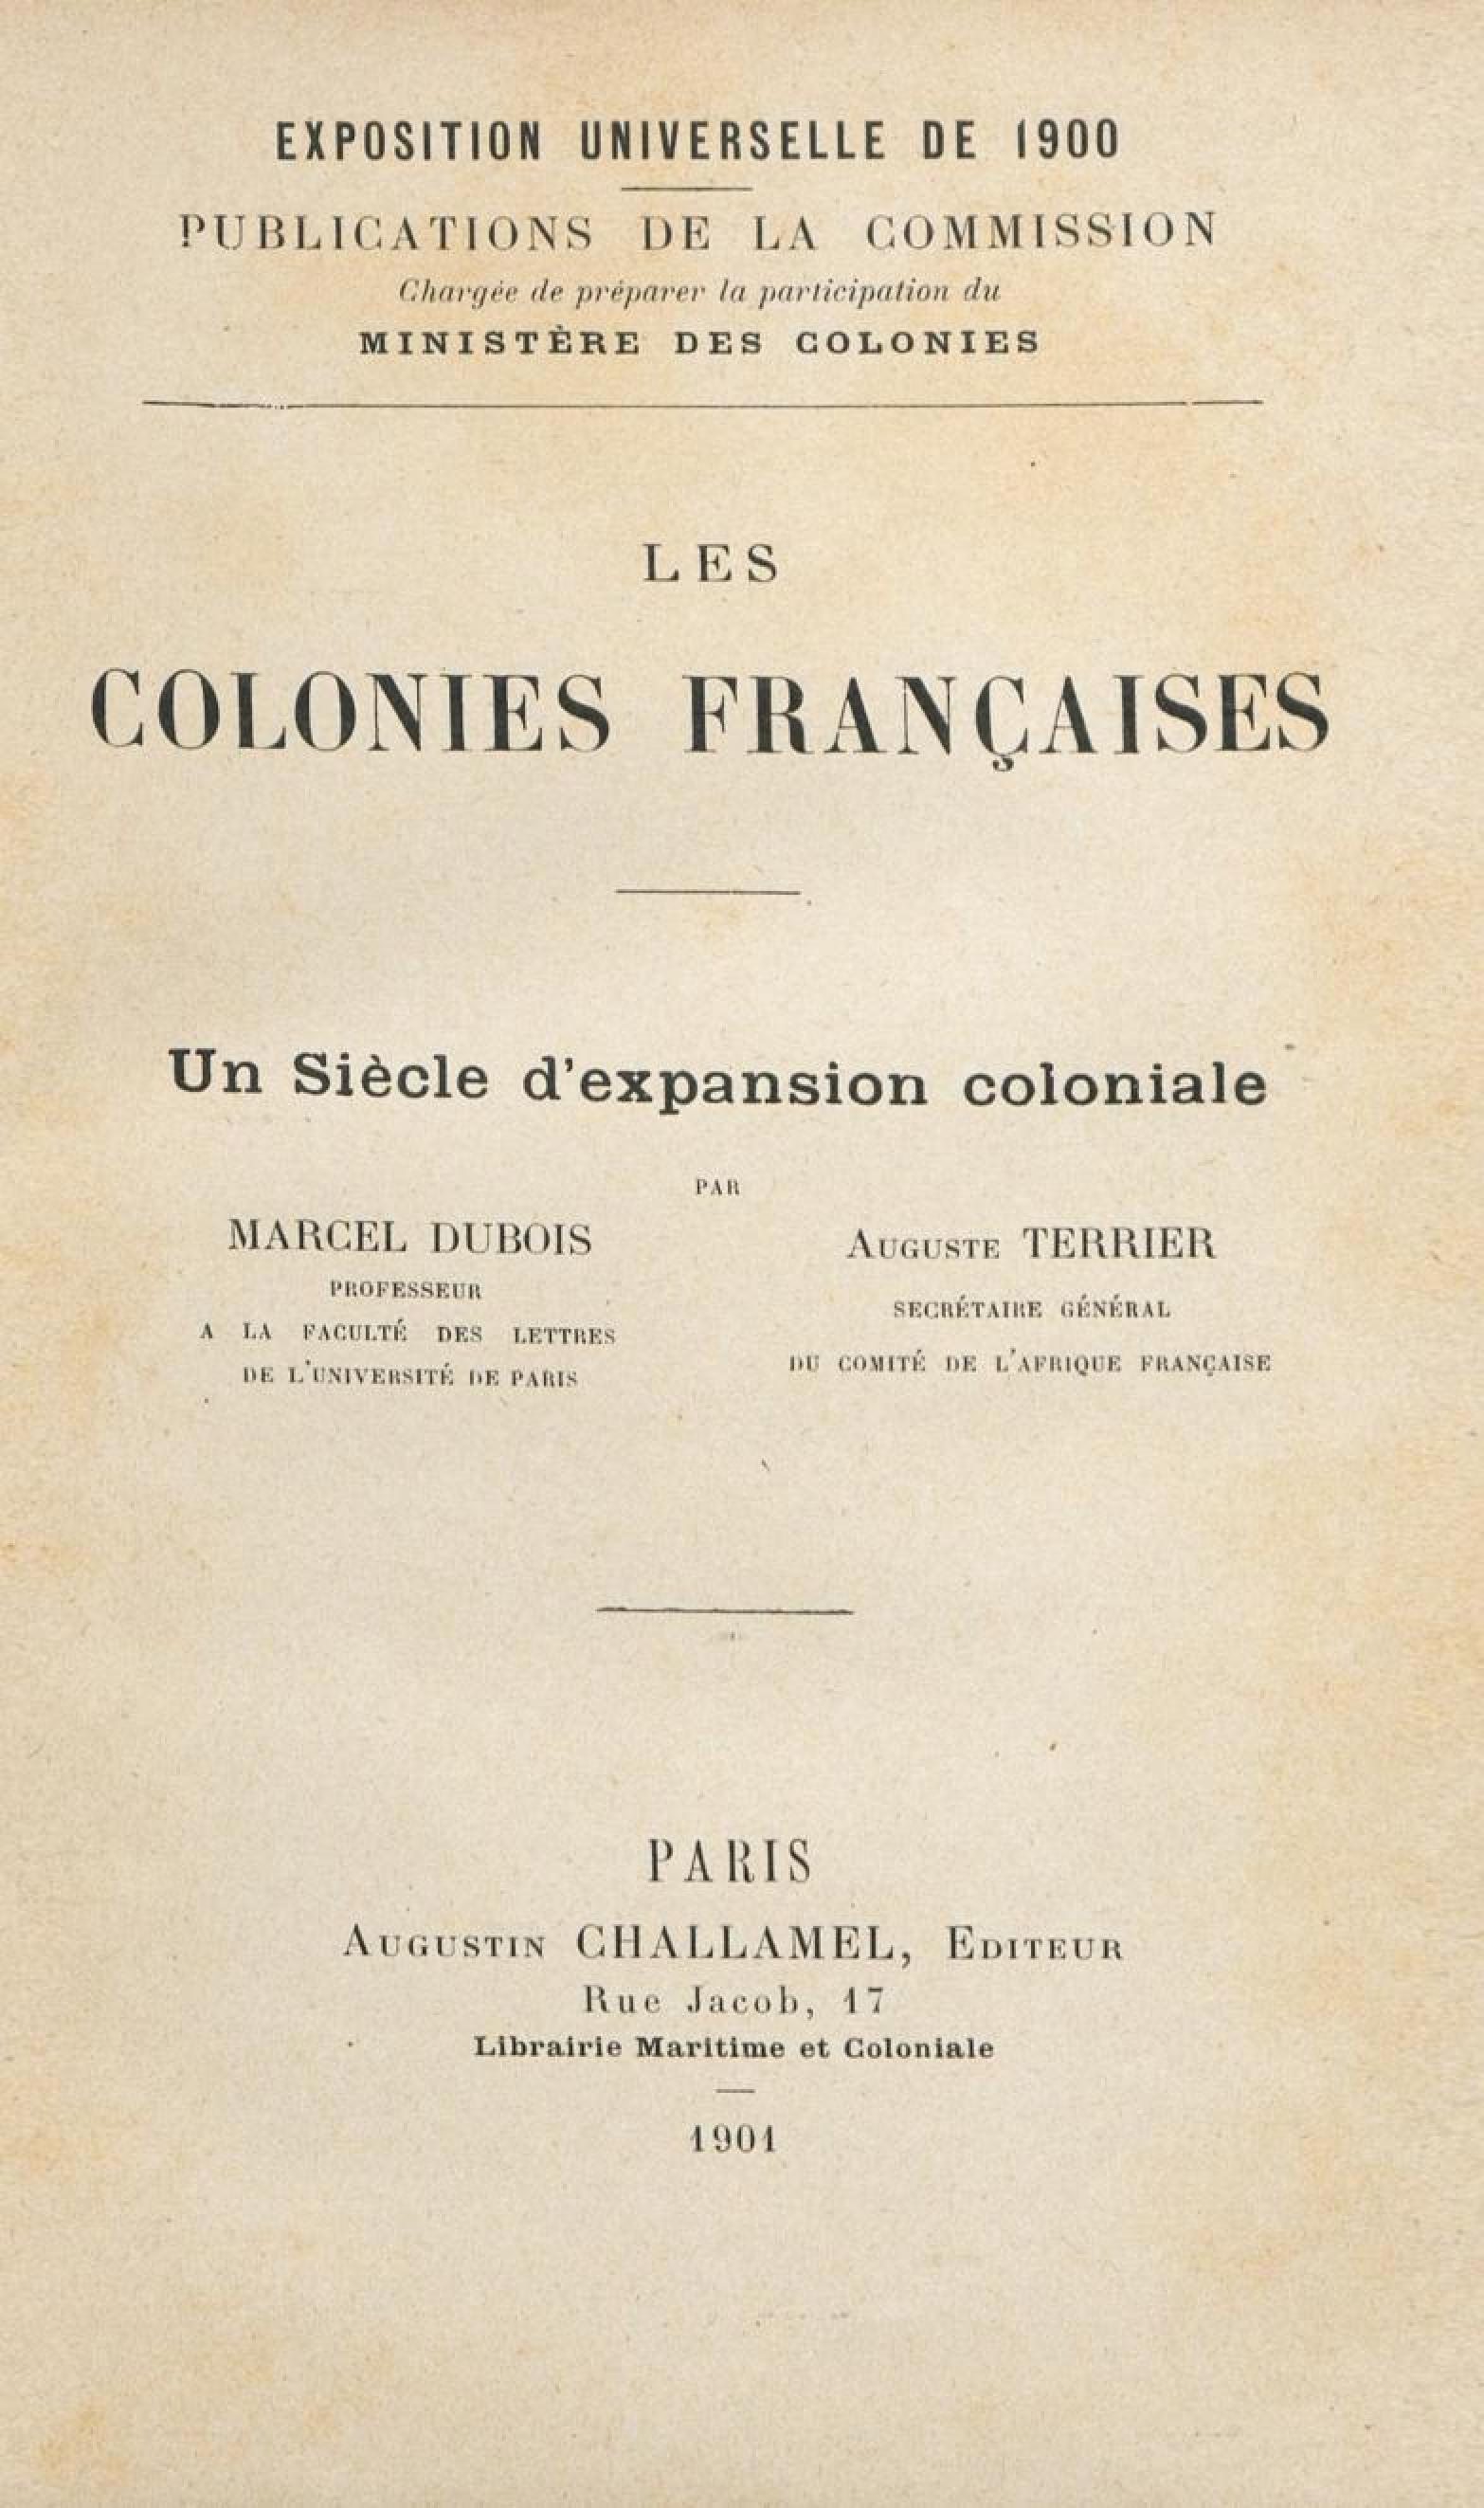 EXPOSITION UNIVERSELLE DE 1900
PUBLICATIONS DE LA COMMISSION
Chargée de préparer la participation du
MINISTÈRE DES COLONIES
LES
COLONIES FRANÇAISES
Un Siècle d'expansion coloniale
PAR
MARCEL DUBOIS
PROFESSEUR
A LA FACULTÉ DES LETTRES
DE L'UNIVERSITÉ DE PARIS
AUGUSTE TERRIER
SECRÉTAIRE GÉNÉRAL
DU COMITÉ DE L'AFRIQUE FRANÇAISE
PARIS
AUGUSTIN CHALLAMEL, EDITEUR
Rue Jacob, 17
Librairie Maritime et Coloniale
1901